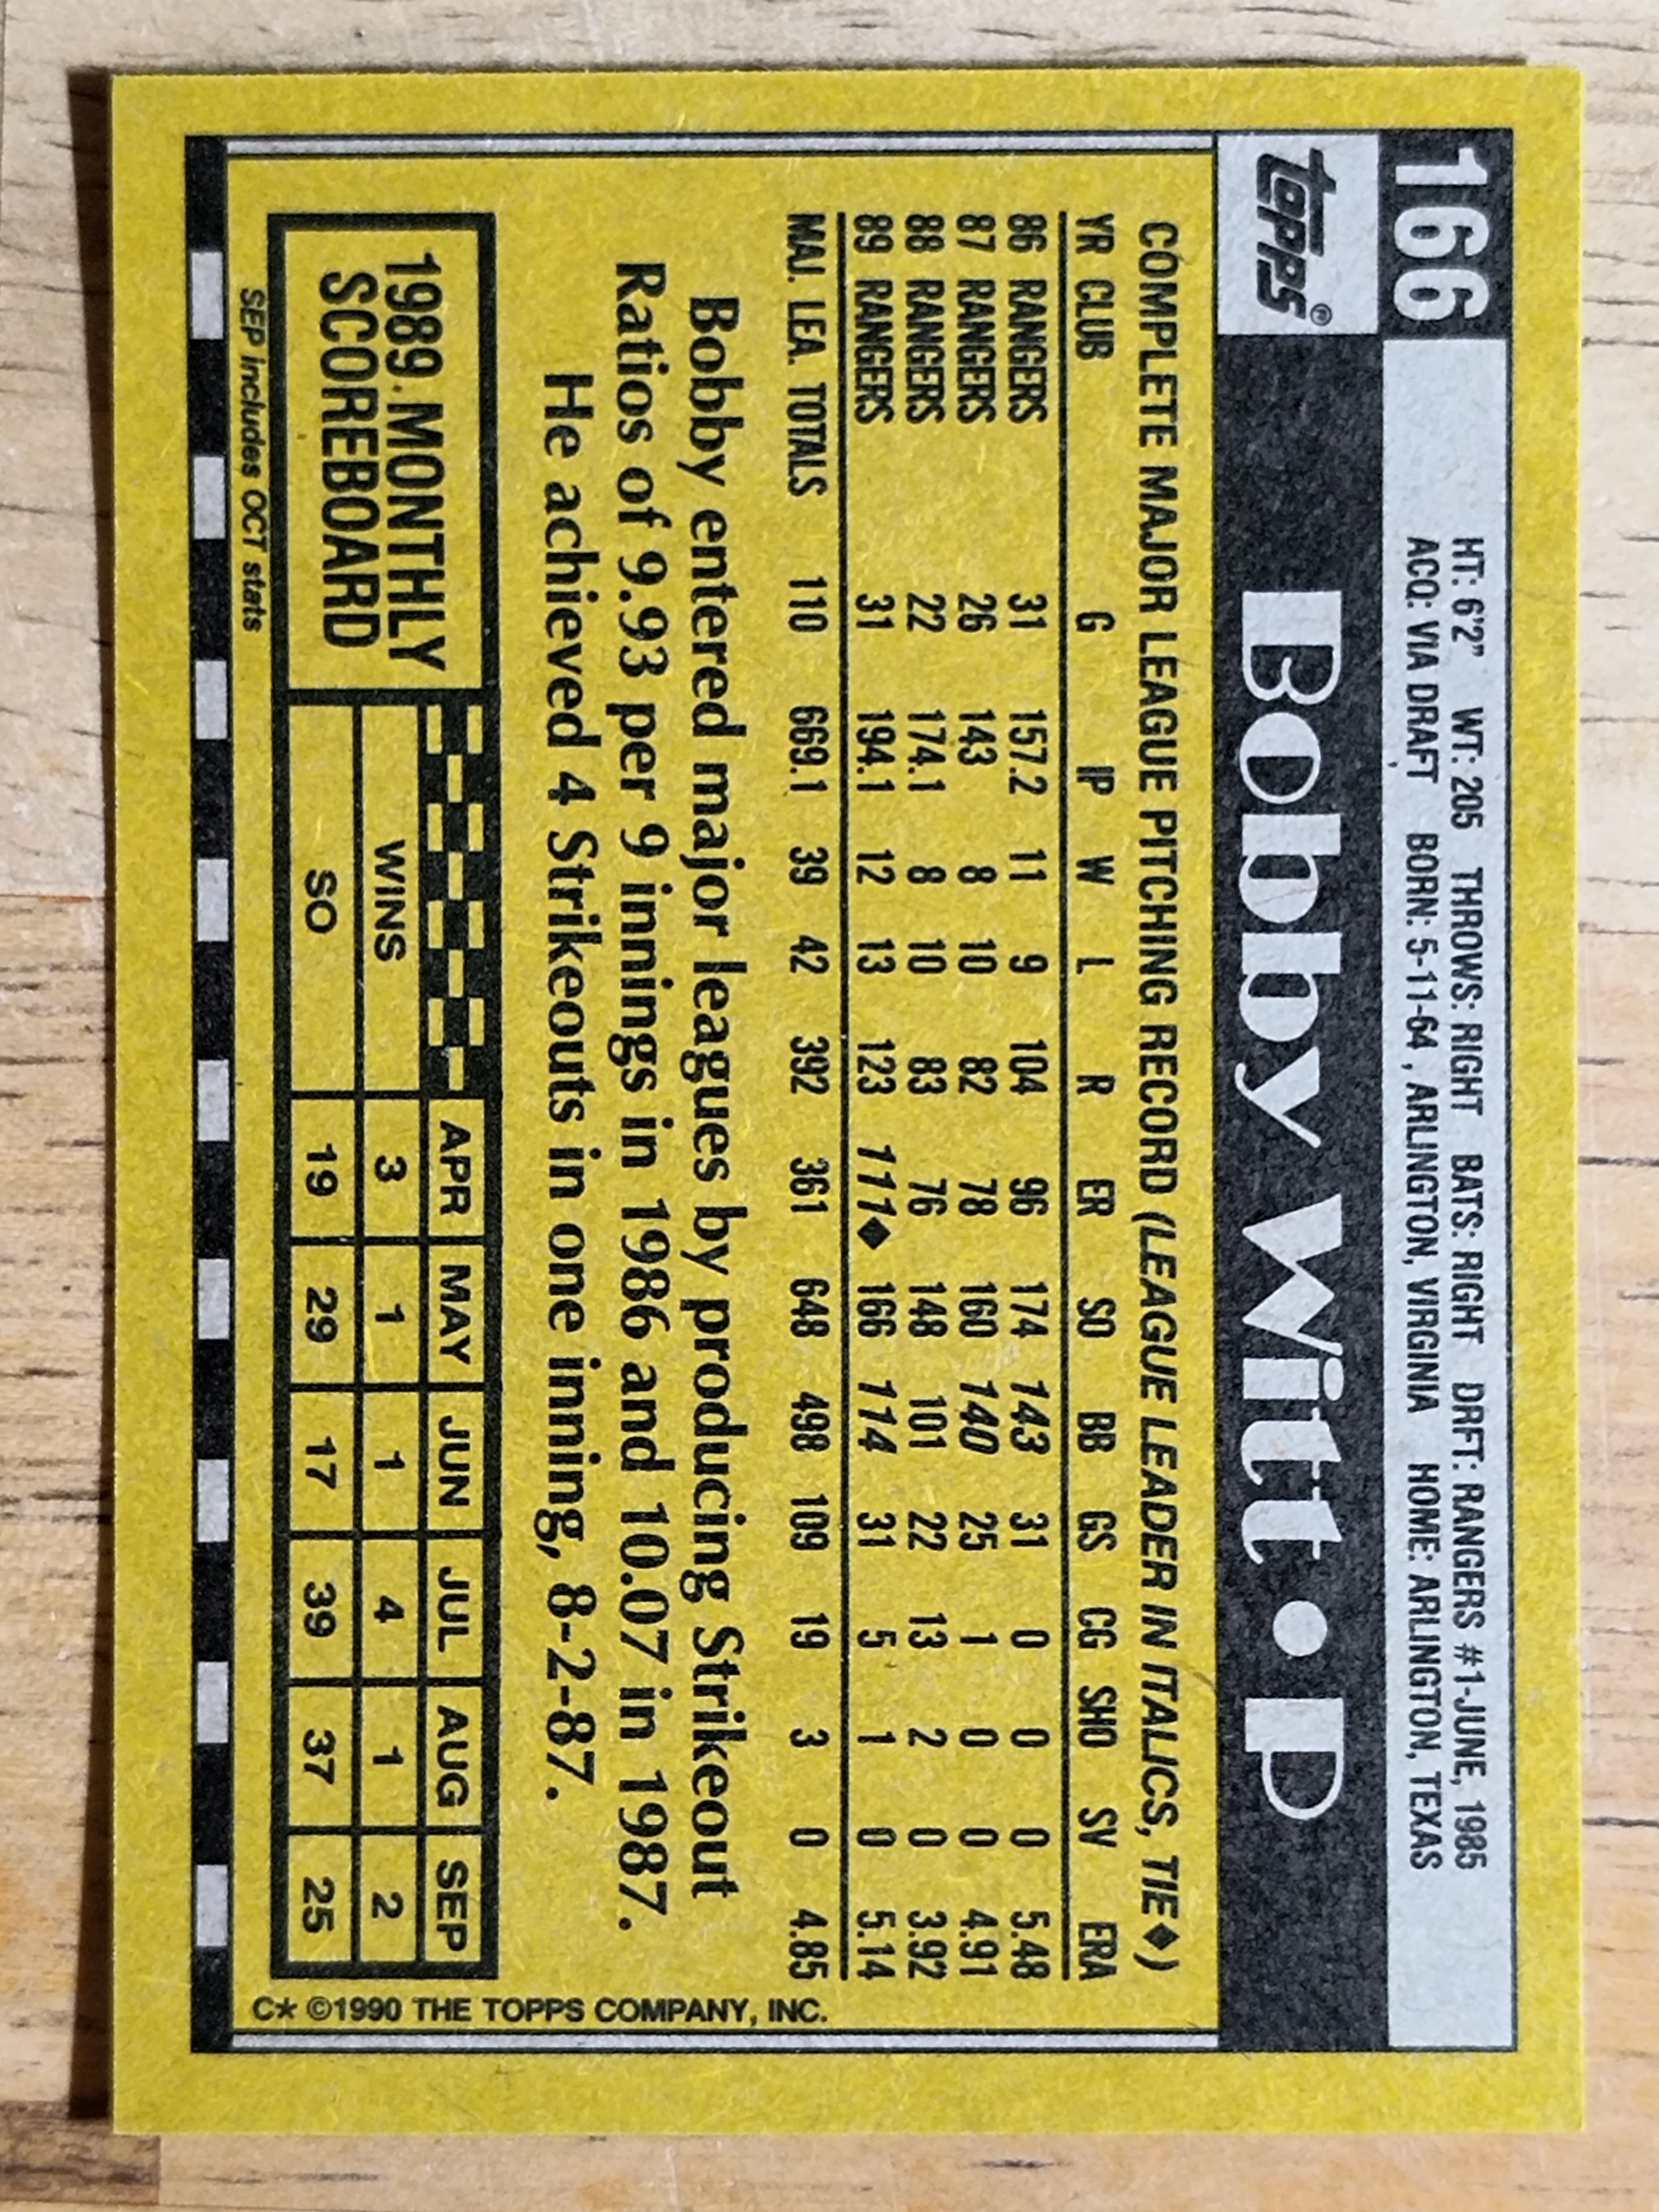 166
HT: 6'2" WT: 205 THROWS: RIGHT BATS: RIGHT DRFT: RANGERS #1-JUNE, 1985
ACQ: VIA DRAFT BORN: 5-11-64, ARLINGTON, VIRGINIA HOME: ARLINGTON, TEXAS
topps® Bobby Witt • P
COMPLETE MAJOR LEAGUE PITCHING RECORD (LEAGUE LEADER IN ITALICS, TIE◆)
YR CLUB G IP W L R ER SO BB GS CG SHO SV ERA
86 RANGERS 31 157.2 11 9 104 96 174 143 31 0 0 0 5.48
87 RANGERS 26 143 8 10 82 78 160 140 25 1 0 0 4.91
88 RANGERS 22 174.1 8 10 83 76 148 101 22 13 2 0 3.92
89 RANGERS 31 194.1 12 13 123 111◆ 166 114 31 5 1 0 5.14
MAJ. LEA. TOTALS 110 669.1 39 42 392 361 648 498 109 19 3 0 4.85
Bobby entered major leagues by producing Strikeout
Ratios of 9.93 per 9 innings in 1986 and 10.07 in 1987.
He achieved 4 Strikeouts in one inning, 8-2-87.
1989 MONTHLY
SCOREBOARD
APR MAY JUN JUL AUG SEP
WINS 3 1 1 4 1 2
SO 19 29 17 39 37 25
SEP includes OCT stats
C* ©1990 THE TOPPS COMPANY, INC.